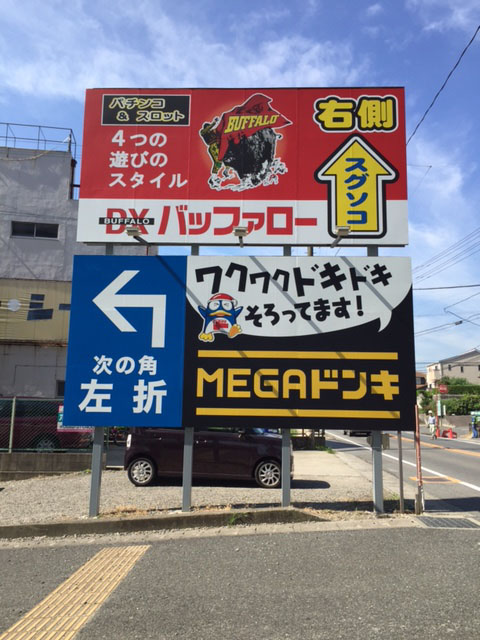 パチンコ
& スロット
4つの
遊びの
スタイル
BUFFALO
右側
スグソコ
DX バッファロー
BUFFALO
次の角
左折
ワクワクドキドキ
そろってます!
MEGAドンキ